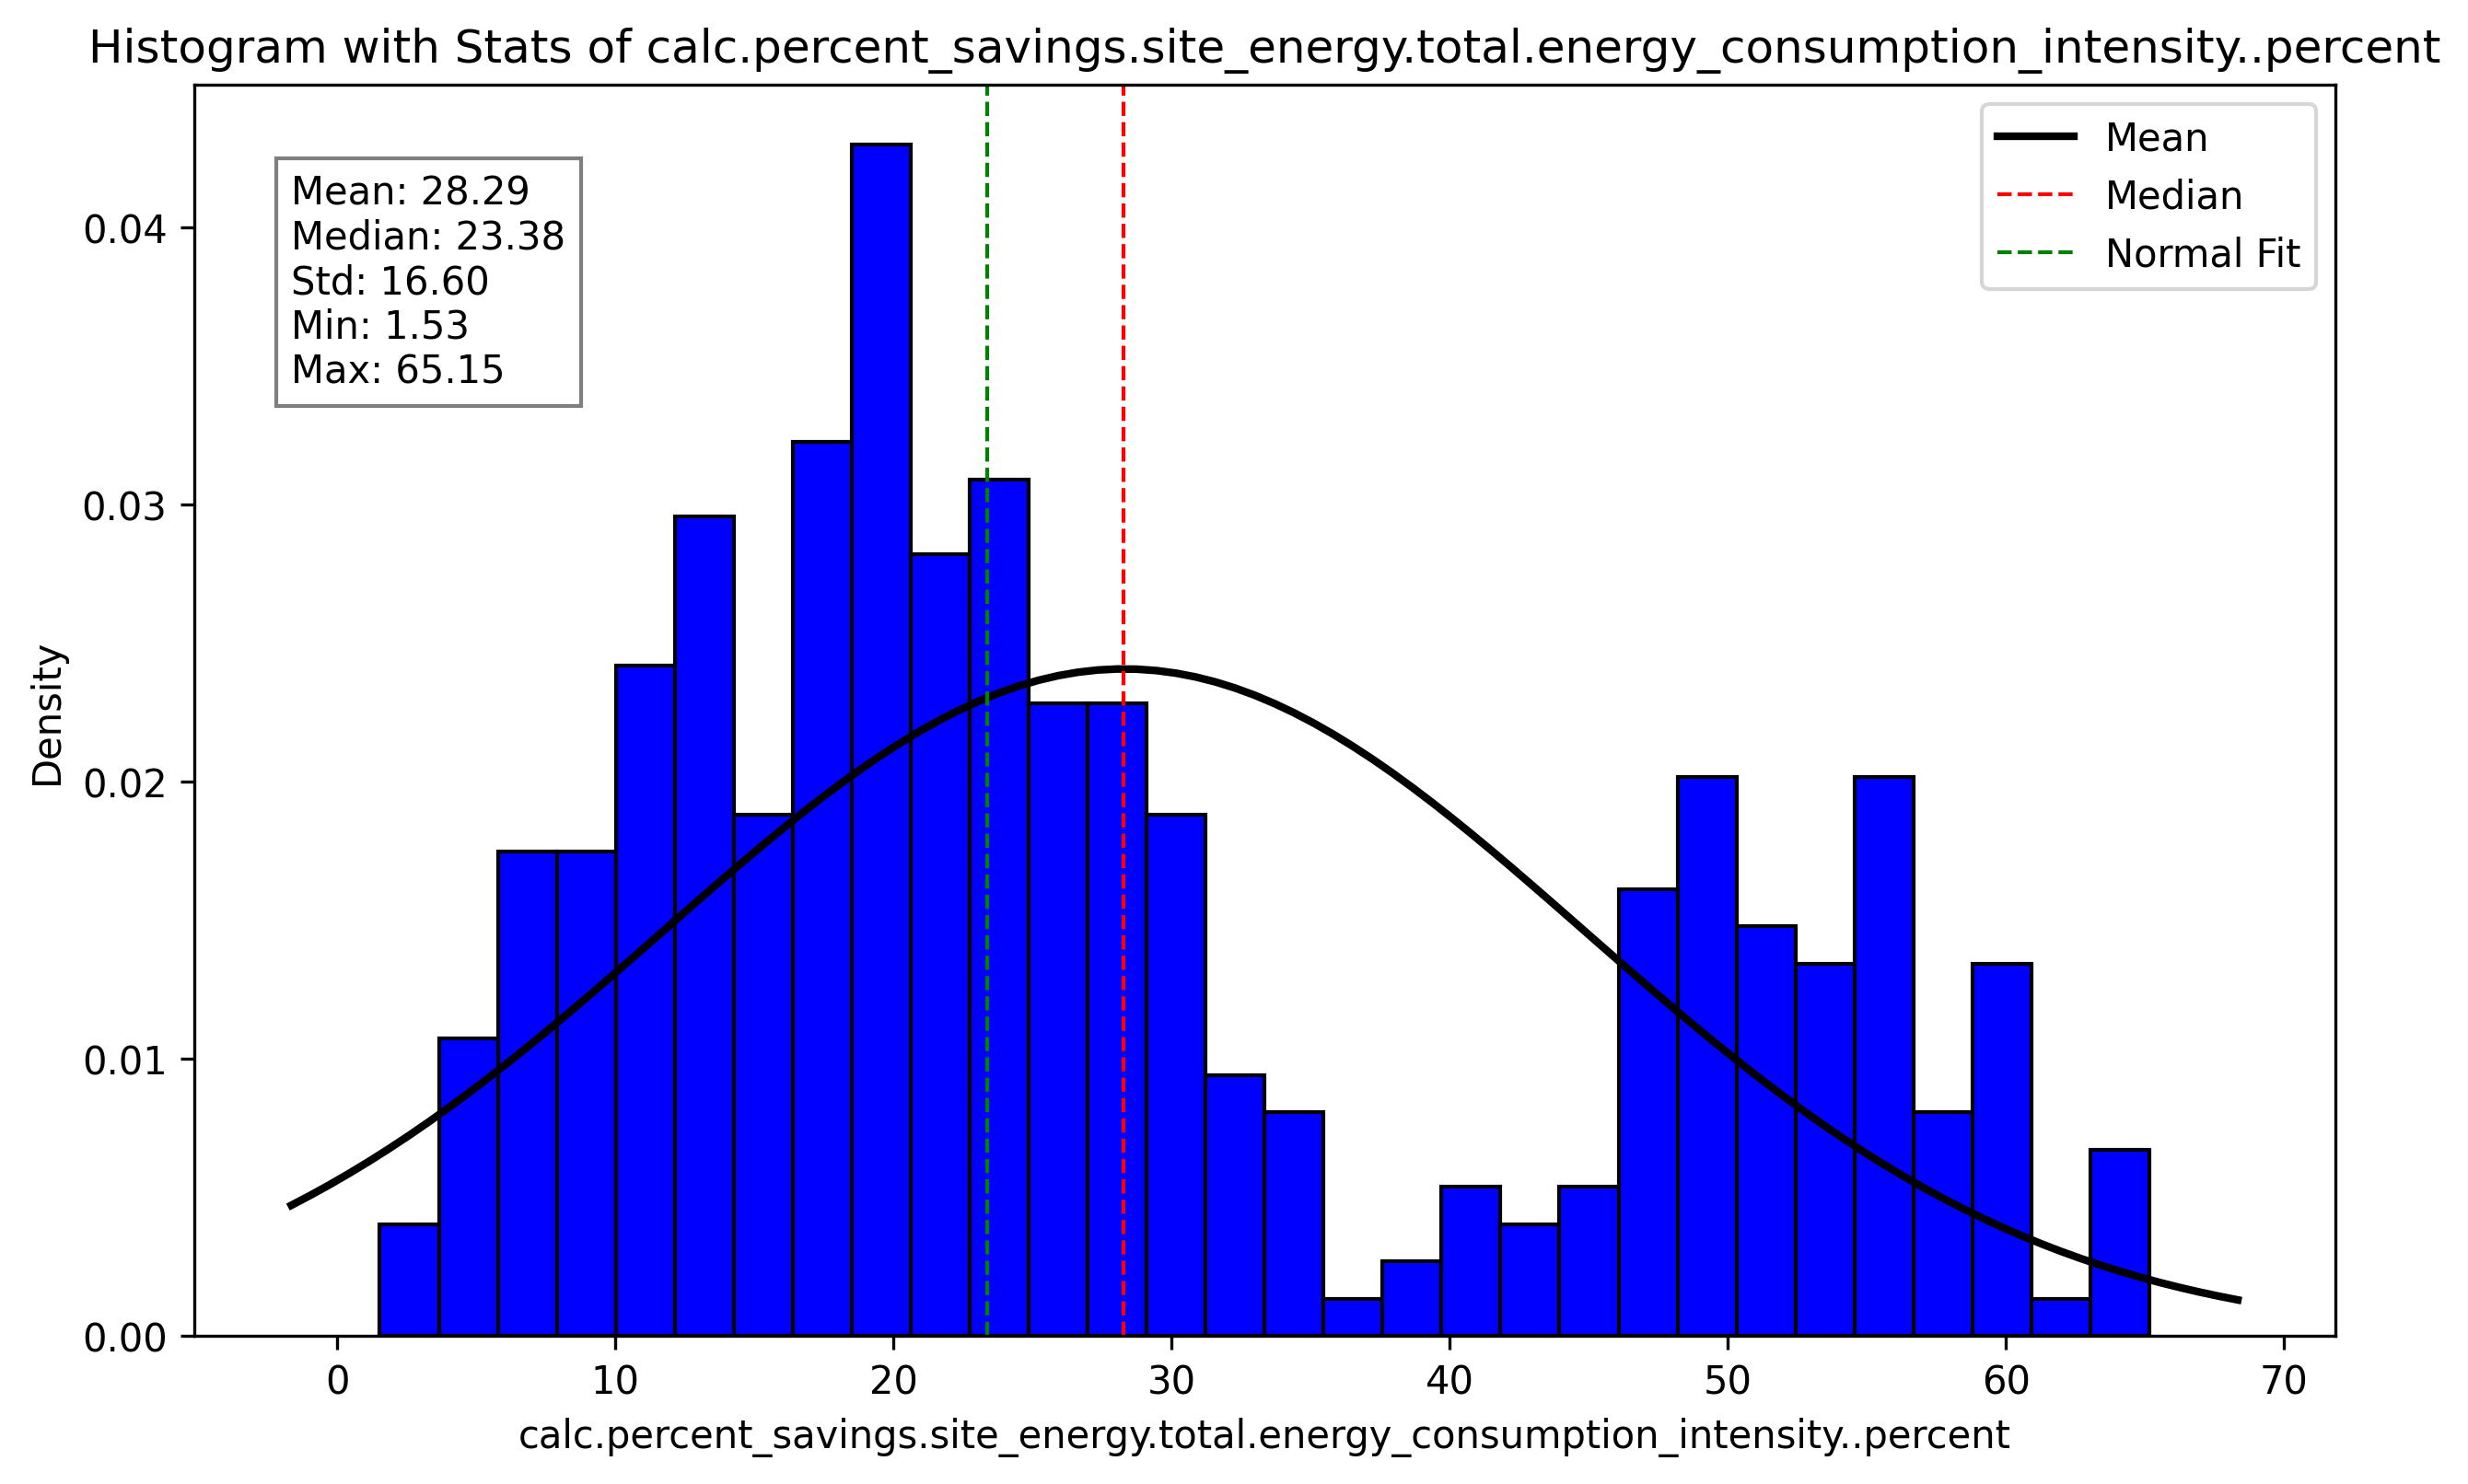 Histogram with Stats of calc.percent_savings.site_energy.total.energy_consumption_intensity..percent
Mean: 28.29
Median: 23.38
Std: 16.60
Min: 1.53
Max: 65.15
Mean
Median
Normal Fit
Density
0.04
0.03
0.02
0.01
0.00
0 10 20 30 40 50 60 70
calc.percent_savings.site_energy.total.energy_consumption_intensity..percent